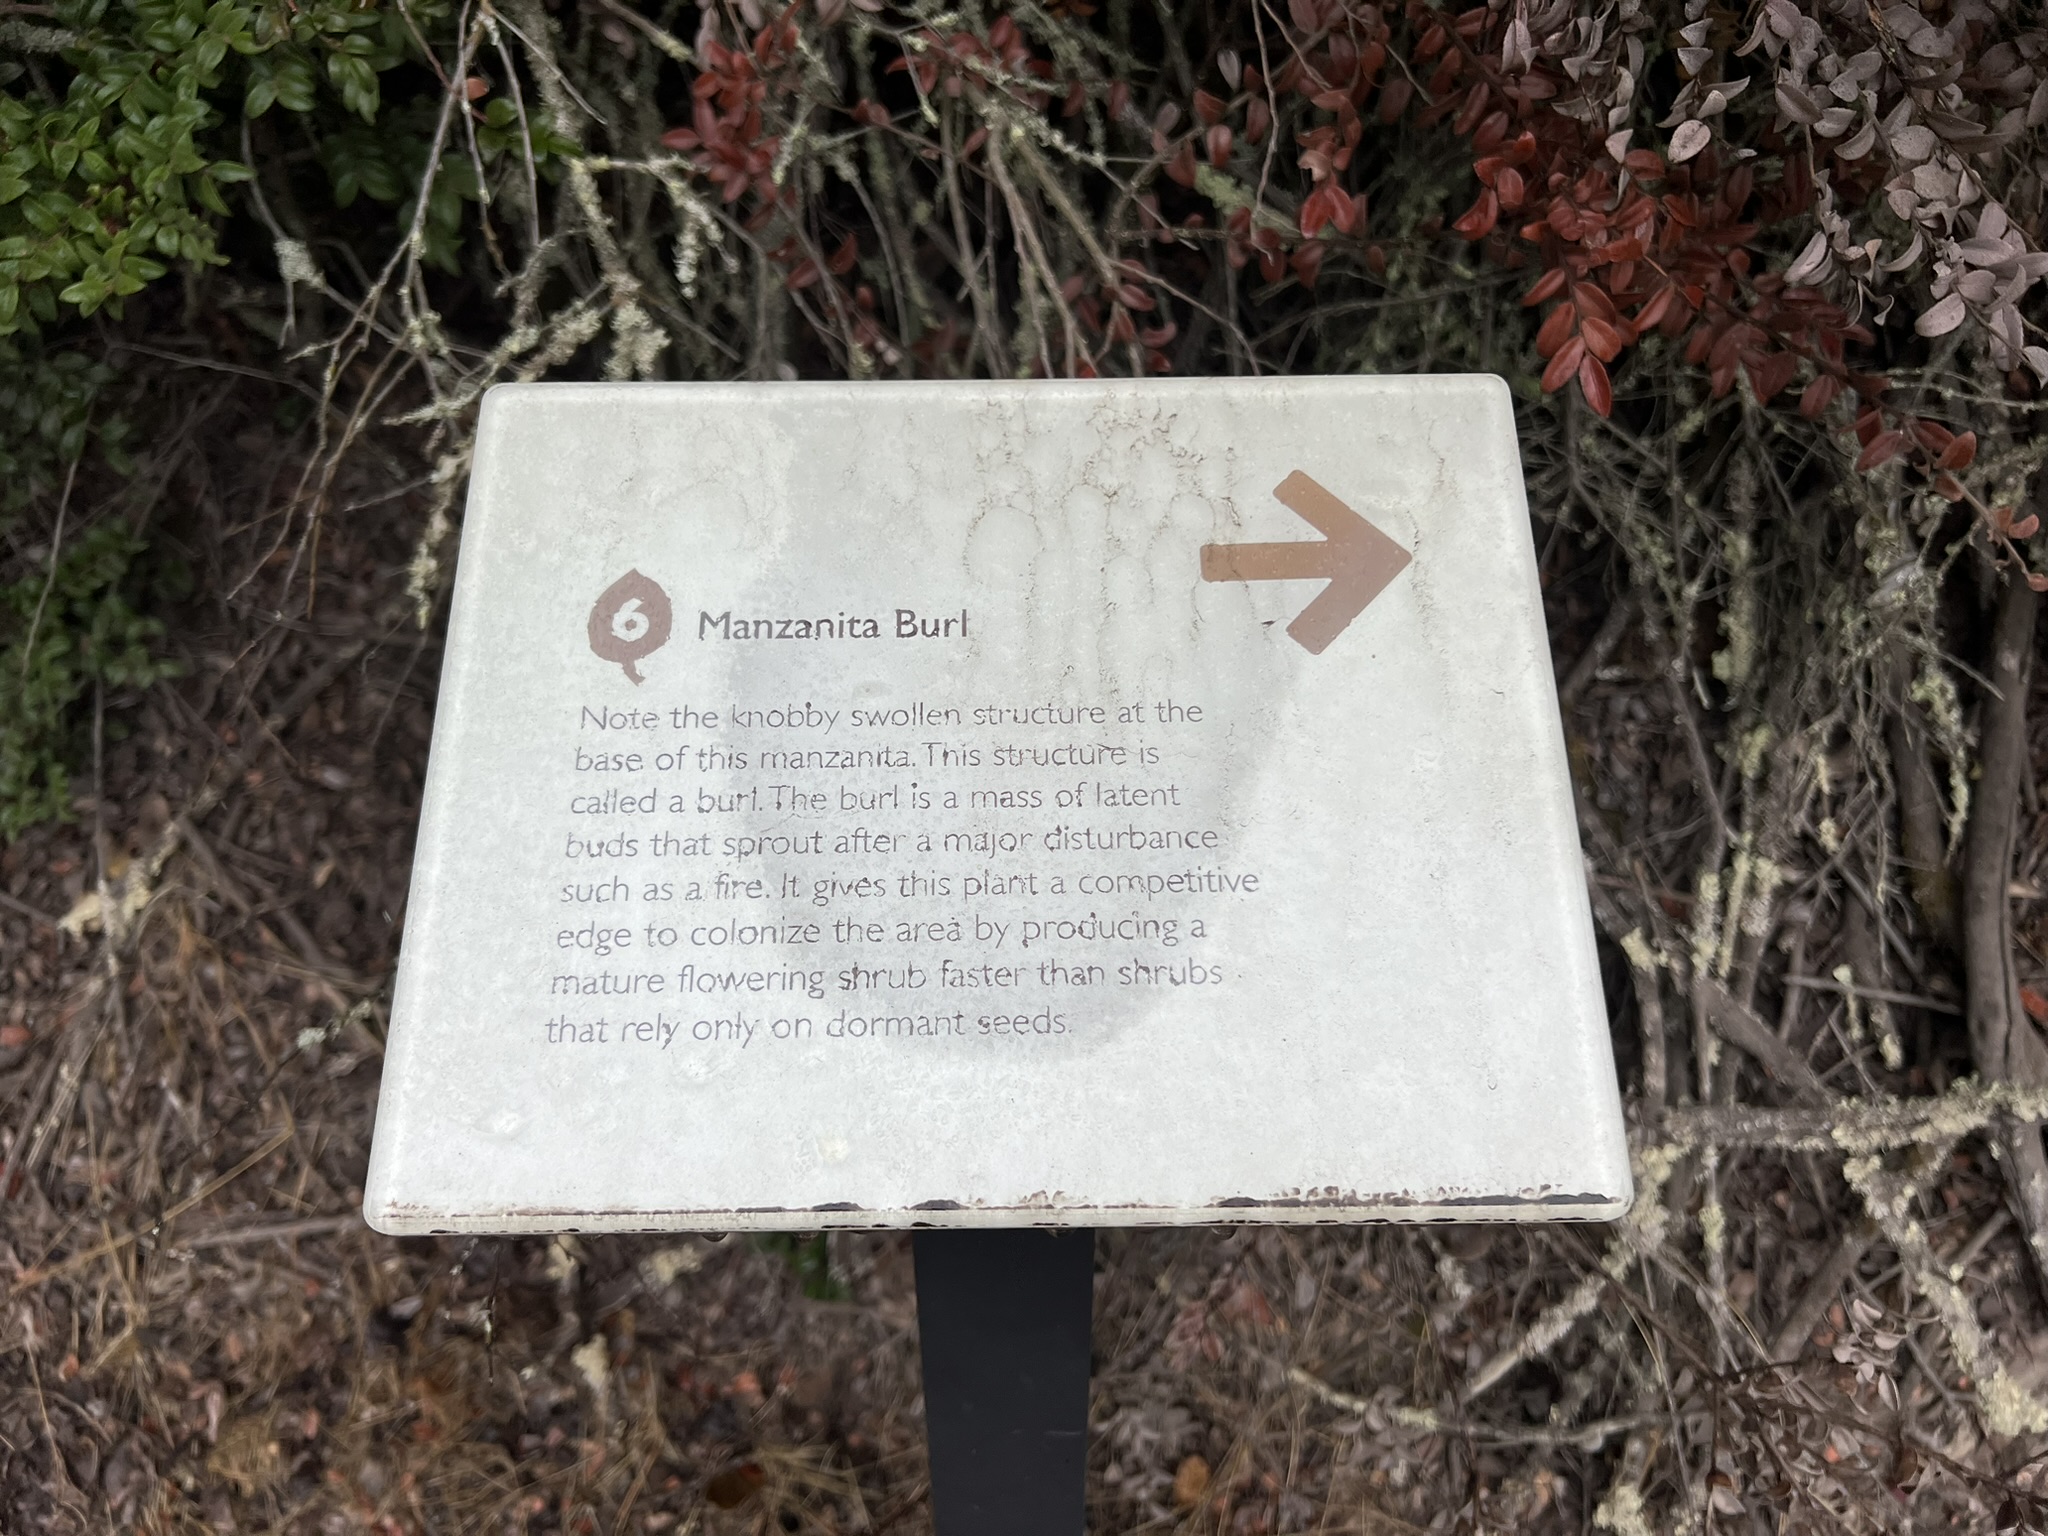 6 Manzanita Burl
Note the knobby swollen structure at the
base of this manzanita. This structure is
called a burl. The burl is a mass of latent
buds that sprout after a major disturbance
such as a fire. It gives this plant a competitive
edge to colonize the area by producing a
mature flowering shrub faster than shrubs
that rely only on dormant seeds.